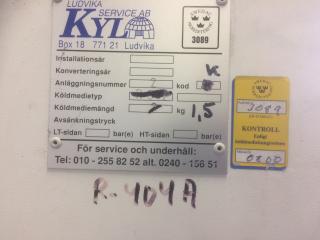 LUDVIKA
SERVICE AB
KYL
Box 18  771 21  Ludvika
3089
Installationsår
Konverteringsår
K
Anläggningsnummer 7 kod
Köldmedietyp
Köldmediemängd kg 1,5
Avsäkningstryck
LT-sidan bar(e) HT-sidan bar(e)
För service och underhåll:
Tel: 010 - 255 82 52 alt. 0240 - 156 51
3089
KONTROLL
Enligt
R-404A